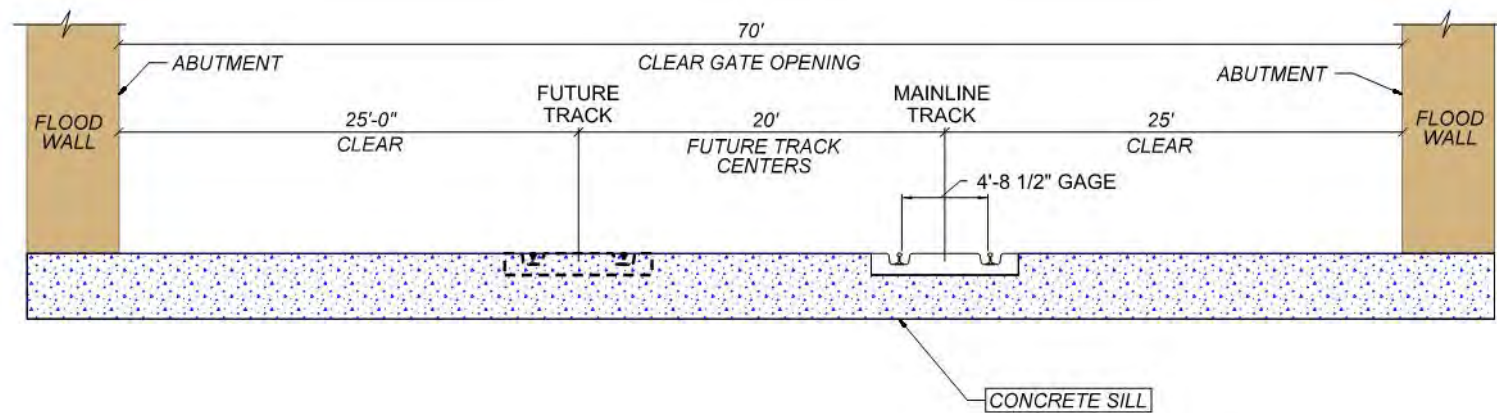 70'
CLEAR GATE OPENING
ABUTMENT
ABUTMENT
FUTURE
TRACK
MAINLINE
TRACK
FLOOD
WALL
25'-0"
CLEAR
20'
FUTURE TRACK
CENTERS
25'
CLEAR
FLOOD
WALL
4'-8 1/2" GAGE
CONCRETE SILL